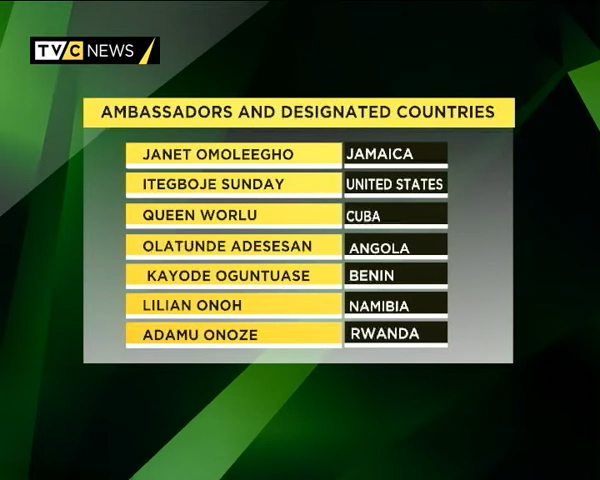 TVC NEWS
AMBASSADORS AND DESIGNATED COUNTRIES
JANET OMOLEEGHO JAMAICA
ITEGBOJE SUNDAY UNITED STATES
QUEEN WORLU CUBA
OLATUNDE ADESESAN ANGOLA
KAYODE OGUNTUASE BENIN
LILIAN ONOH NAMIBIA
ADAMU ONOZE RWANDA